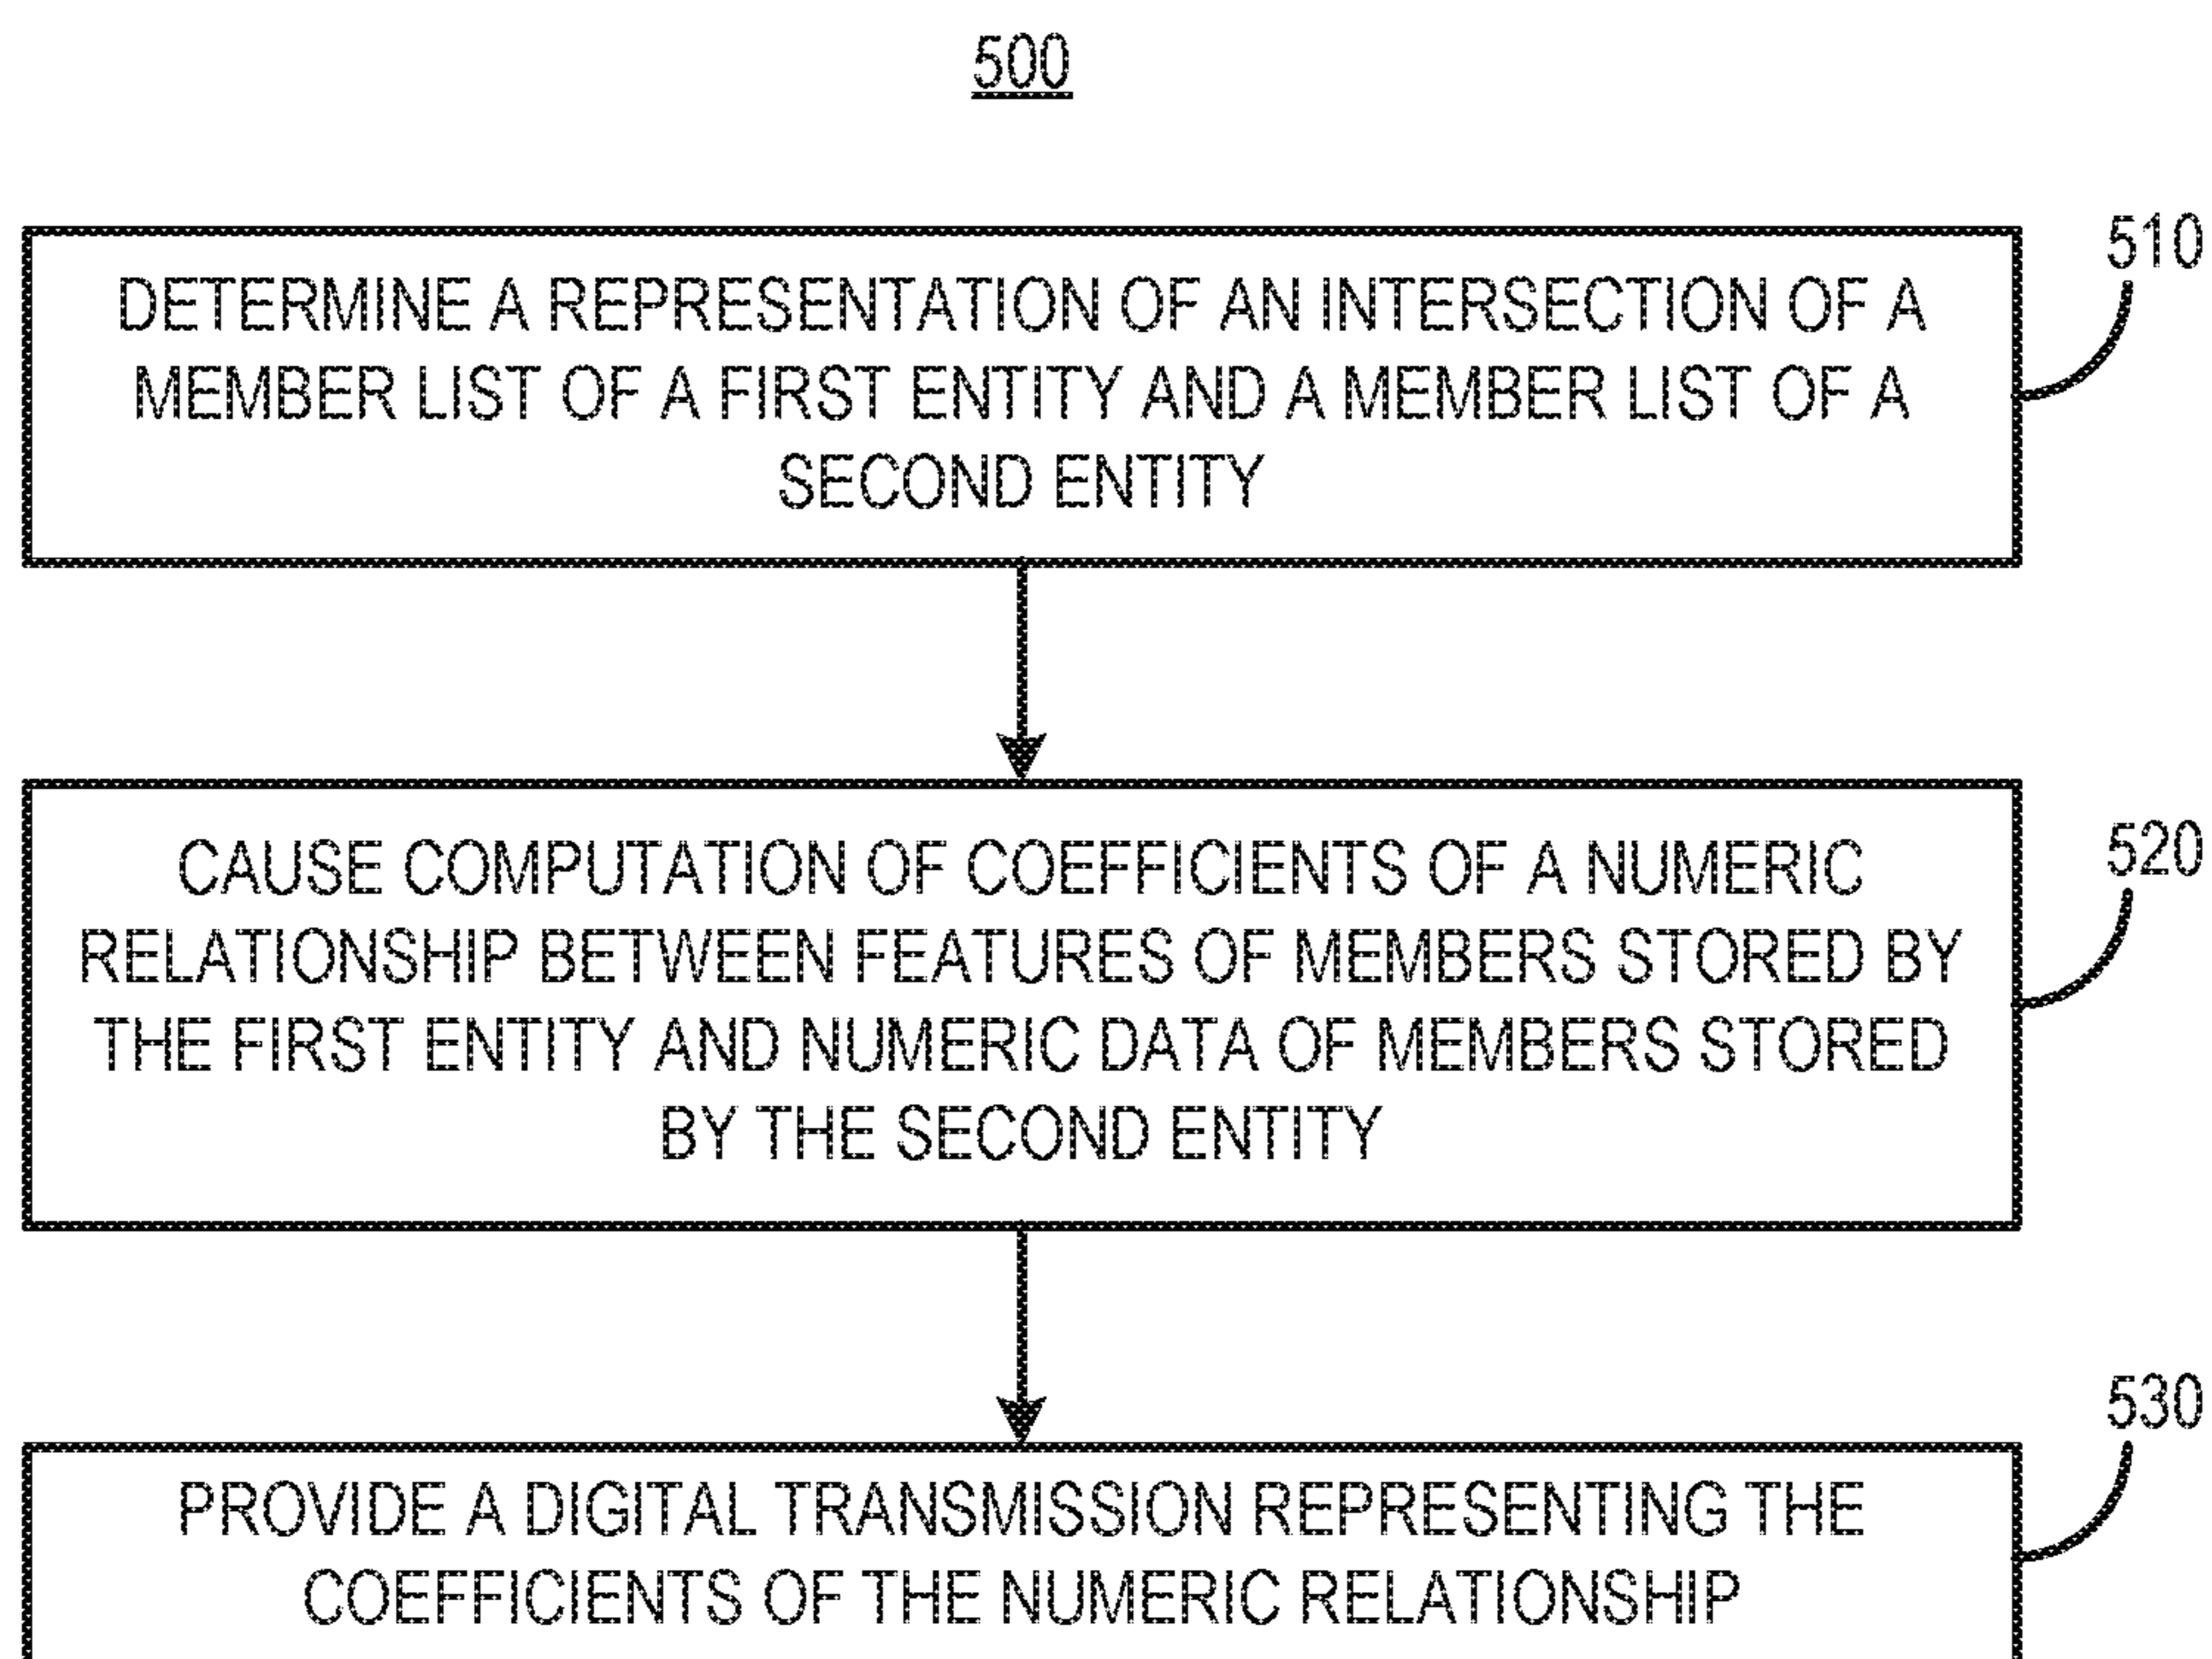 500
510
DETERMINE A REPRESENTATION OF AN INTERSECTION OF A
MEMBER LIST OF A FIRST ENTITY AND A MEMBER LIST OF A
SECOND ENTITY
520
CAUSE COMPUTATION OF COEFFICIENTS OF A NUMERIC
RELATIONSHIP BETWEEN FEATURES OF MEMBERS STORED BY
THE FIRST ENTITY AND NUMERIC DATA OF MEMBERS STORED
BY THE SECOND ENTITY
530
PROVIDE A DIGITAL TRANSMISSION REPRESENTING THE
COEFFICIENTS OF THE NUMERIC RELATIONSHIP